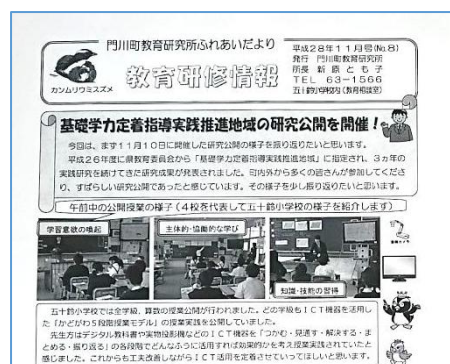 門川町教育研究所ふれあいだより
教育研修情報
カンムリウミスズメ
平成28年11月号(No.8)
発行 門川町教育研究所
所長 新原とも子
TEL 63-1566
五十鈴小学校内(教育相談室)
基礎学力定着指導実践推進地域の研究公開を開催!
今回は、まず11月10日に開催した研究公開の様子を振り返りたいと思います。
平成26年度に県教育委員会から「基礎学力定着指導実践推進地域」に指定され、3ヵ年の
実践研究を続けてきた研究成果が発表されました。町内外から多くの皆さんが参加してくださ
り、すばらしい研究公開であったと感じています。その様子を少し振り返りたいと思います。
午前中の公開授業の様子(4校を代表して五十鈴小学校の様子を紹介します)
学習意欲の喚起
主体的・協働的な学び
知識・技能の習得
五十鈴小学校では全学級、算数の授業公開が行われました。どの学級もICT機器を活用し
た「かどがわ5段階授業モデル」の授業実践を公開していました。
先生方はデジタル教科書や実物投影機などのICT機器を「つかむ・見通す・解決する・ま
とめる・振り返る」の各段階でどんなふうに活用すれば効果的かを考え授業実践されていたと
感じました。これからも工夫改善しながらICT活用を定着させていってほしいと思います。